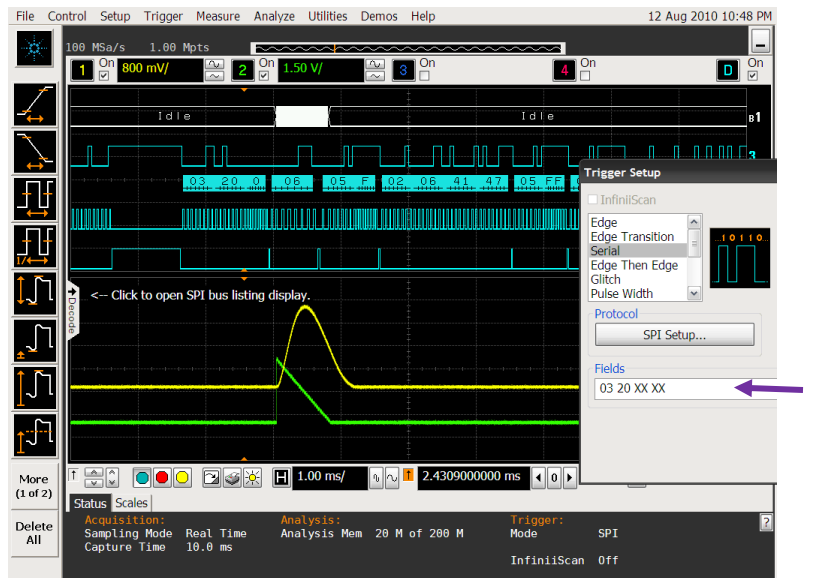 File Control Setup Trigger Measure Analyze Utilities Demos Help 12 Aug 2010 10:48 PM
100 MSa/s 1.00 Mpts
1 On 800 mV/ 2 On 1.50 V/ 3 On 4 On D On
Idle Idle B1
3
03 20 0 06 05 F 02 06 41 47 05 FF
<-- Click to open SPI bus listing display.
Decode
Trigger Setup
InfiniiScan
Edge
Edge Transition
Serial
Edge Then Edge
Glitch
Pulse Width
...10110...
Protocol
SPI Setup...
Fields
03 20 XX XX
1/
More
(1 of 2)
Delete
All
T H 1.00 ms/ T 2.4309000000 ms 0
Status Scales
Acquisition: Analysis: Trigger:
Sampling Mode Real Time Analysis Mem 20 M of 200 M Mode SPI
Capture Time 10.0 ms
InfiniiScan Off
?